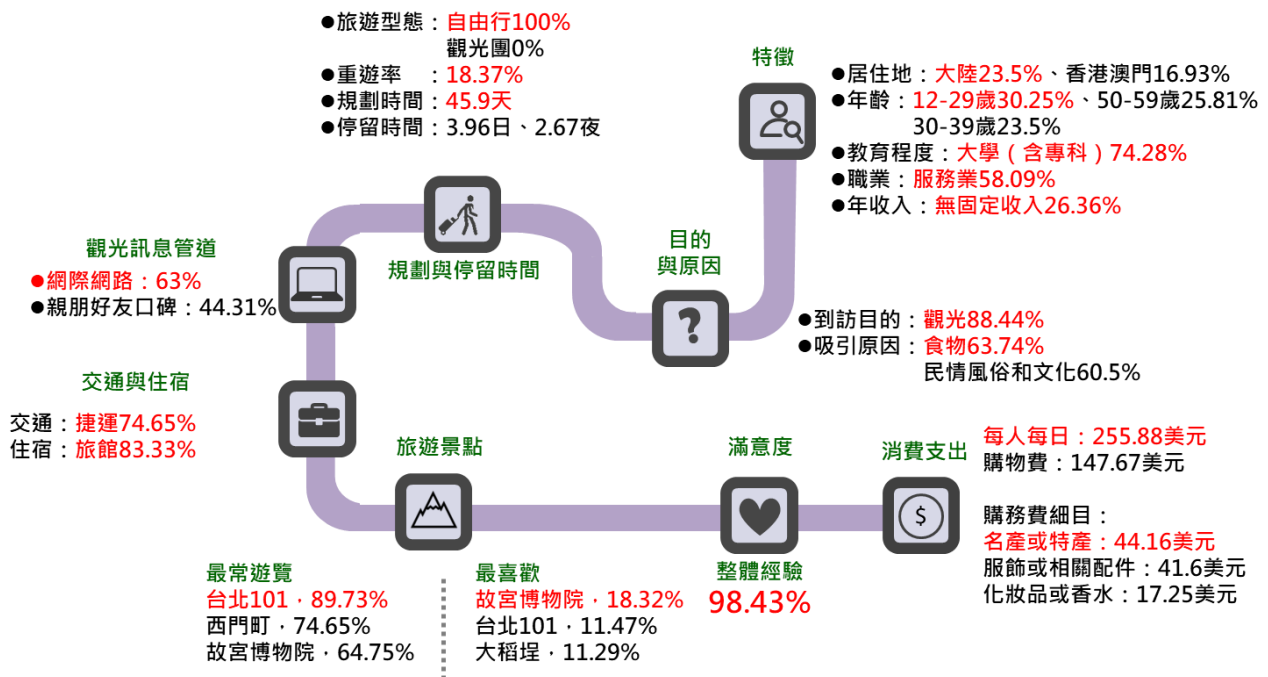 ●旅遊型態：自由行100%
觀光團0%
●重遊率　：18.37%
●規劃時間：45.9天
●停留時間：3.96日、2.67夜
特徵
●居住地：大陸23.5%、香港澳門16.93%
●年齡：12-29歲30.25%、50-59歲25.81%
30-39歲23.5%
●教育程度：大學（含專科）74.28%
●職業：服務業58.09%
●年收入：無固定收入26.36%
規劃與停留時間
目的
與原因
?
●到訪目的：觀光88.44%
●吸引原因：食物63.74%
民情風俗和文化60.5%
觀光訊息管道
●網際網路：63%
●親朋好友口碑：44.31%
交通與住宿
交通：捷運74.65%
住宿：旅館83.33%
旅遊景點
最常遊覽
台北101，89.73%
西門町，74.65%
故宮博物院，64.75%
最喜歡
故宮博物院，18.32%
台北101，11.47%
大稻埕，11.29%
滿意度
整體經驗
98.43%
消費支出
$
每人每日：255.88美元
購物費：147.67美元
購務費細目：
名產或特產：44.16美元
服飾或相關配件：41.6美元
化妝品或香水：17.25美元